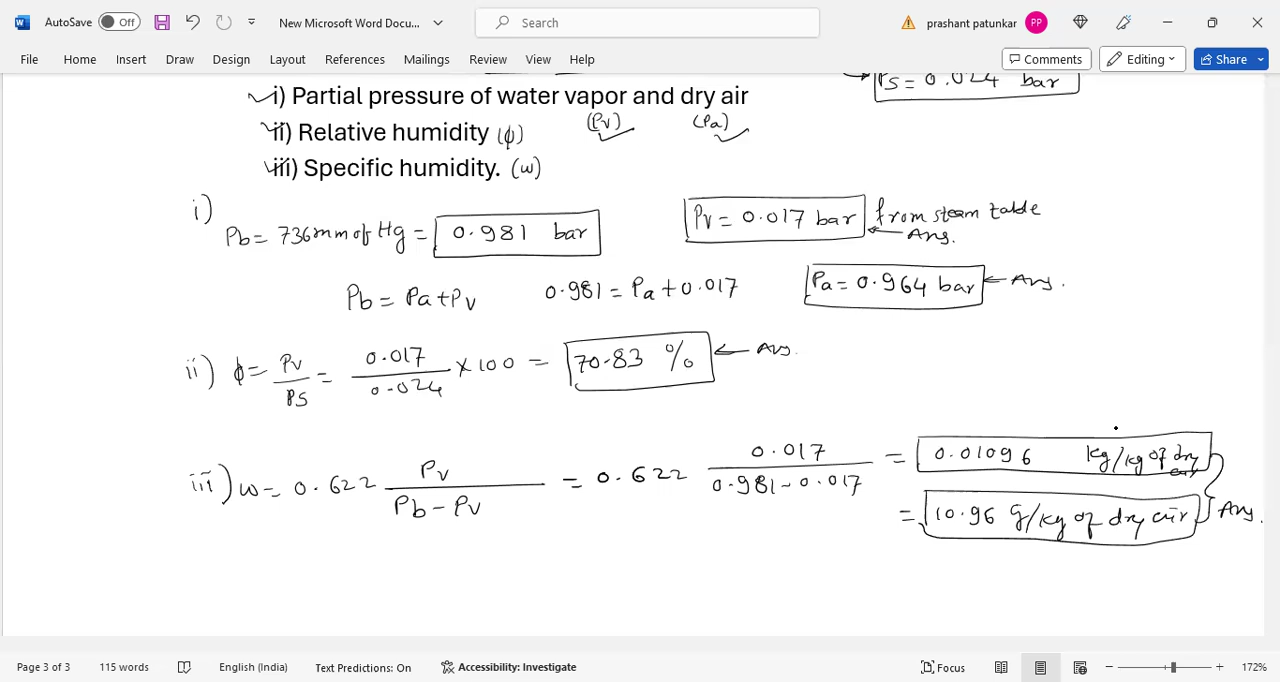 AutoSave Off New Microsoft Word Docu... Search prashant patunkar PP
File Home Insert Draw Design Layout References Mailings Review View Help Comments Editing Share
Ps = 0.024 bar
i) Partial pressure of water vapor and dry air
ii) Relative humidity (ϕ) (Pv) (Pa)
iii) Specific humidity. (w)
i)
Pb = 736 mm of Hg = 0.981 bar Pv = 0.017 bar from steam table
Ans.
Pb = Pa + Pv 0.981 = Pa + 0.017 Pa = 0.964 bar Ans.
ii) ϕ = Pv / Ps = 0.017 / 0.024 × 100 = 70.83 % Ans.
iii) w = 0.622 Pv / Pb - Pv = 0.622 0.017 / 0.981 - 0.017 = 0.01096 kg/kg of dry air
= 10.96 g/kg of dry air Ans.
Page 3 of 3 115 words English (India) Text Predictions: On Accessibility: Investigate Focus 172%